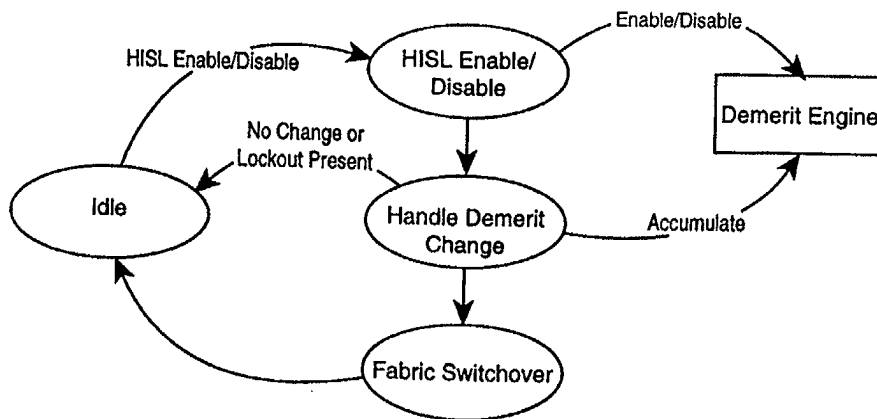 Enable/Disable
HISL Enable/Disable
HISL Enable/
Disable
Demerit Engine
No Change or
Lockout Present
Idle
Handle Demerit
Change
Accumulate
Fabric Switchover